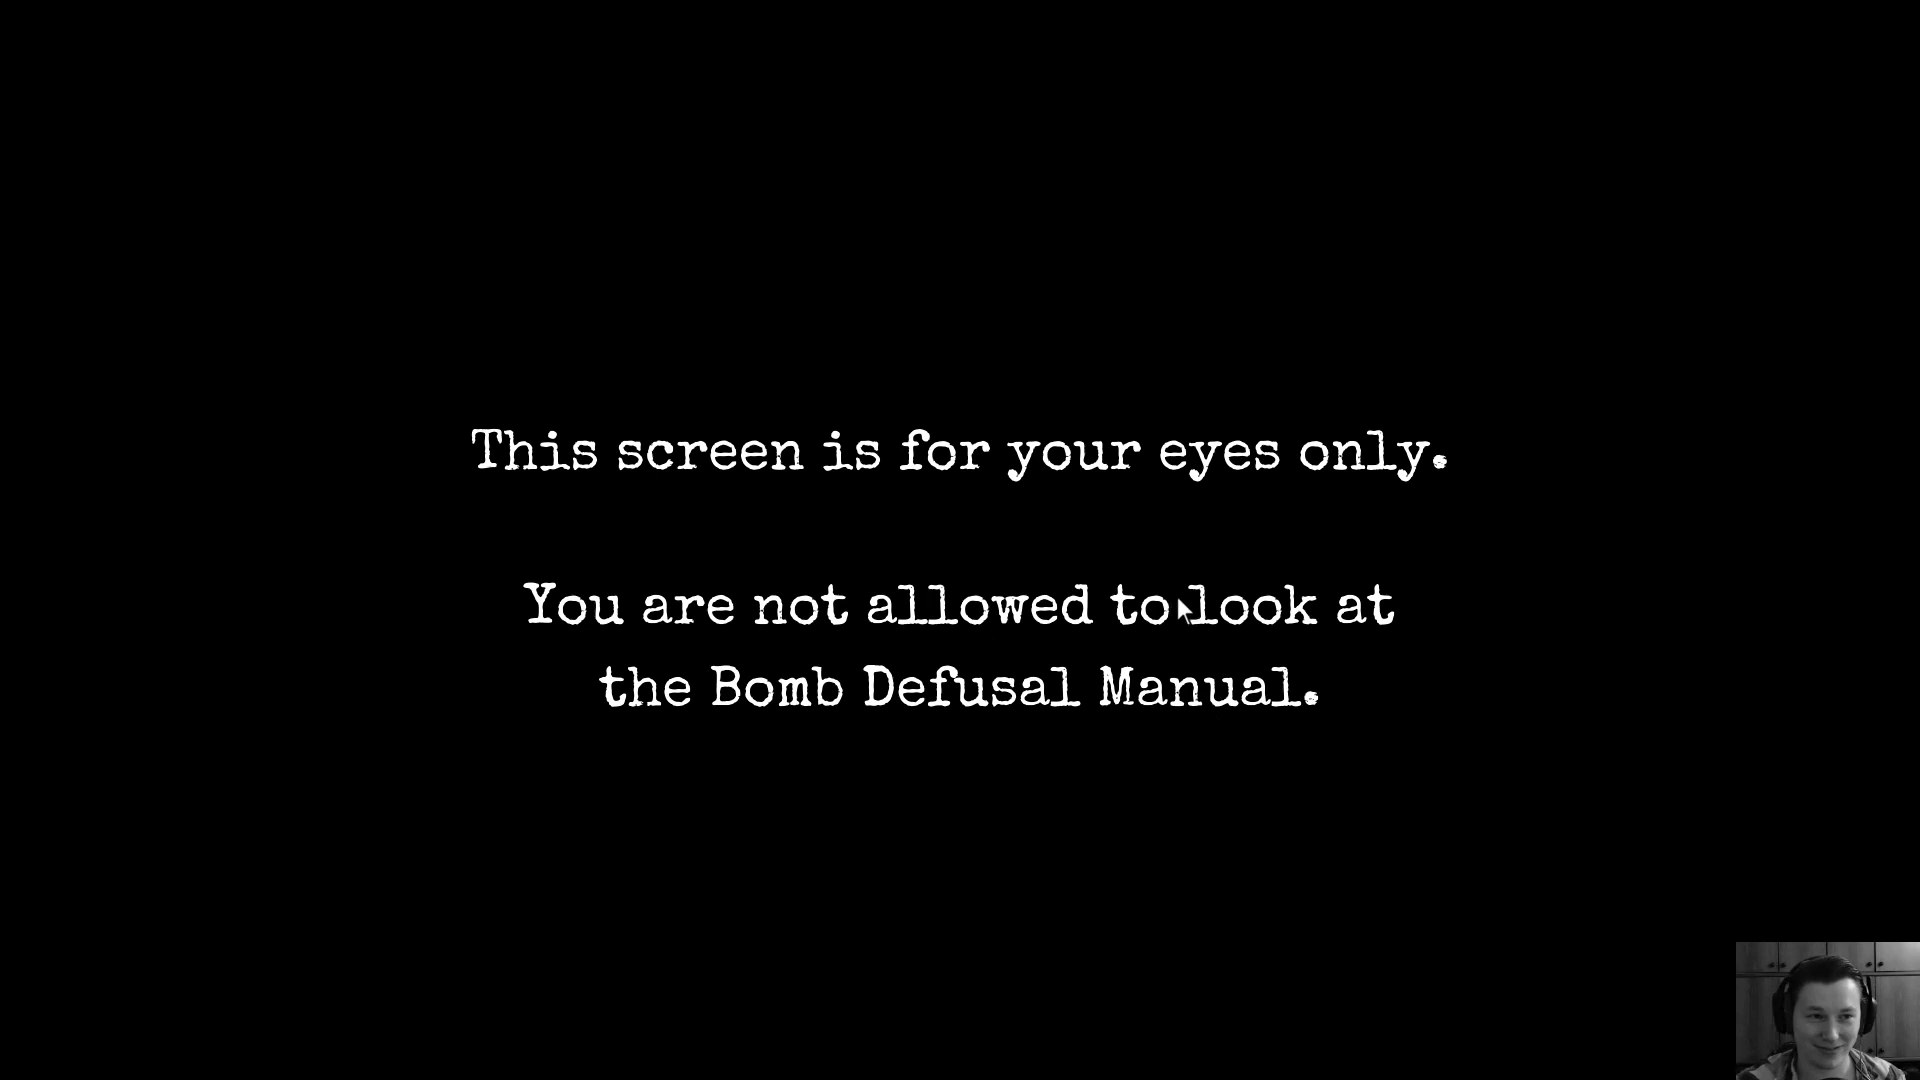 This screen is for your eyes only.
You are not allowed to look at
the Bomb Defusal Manual.